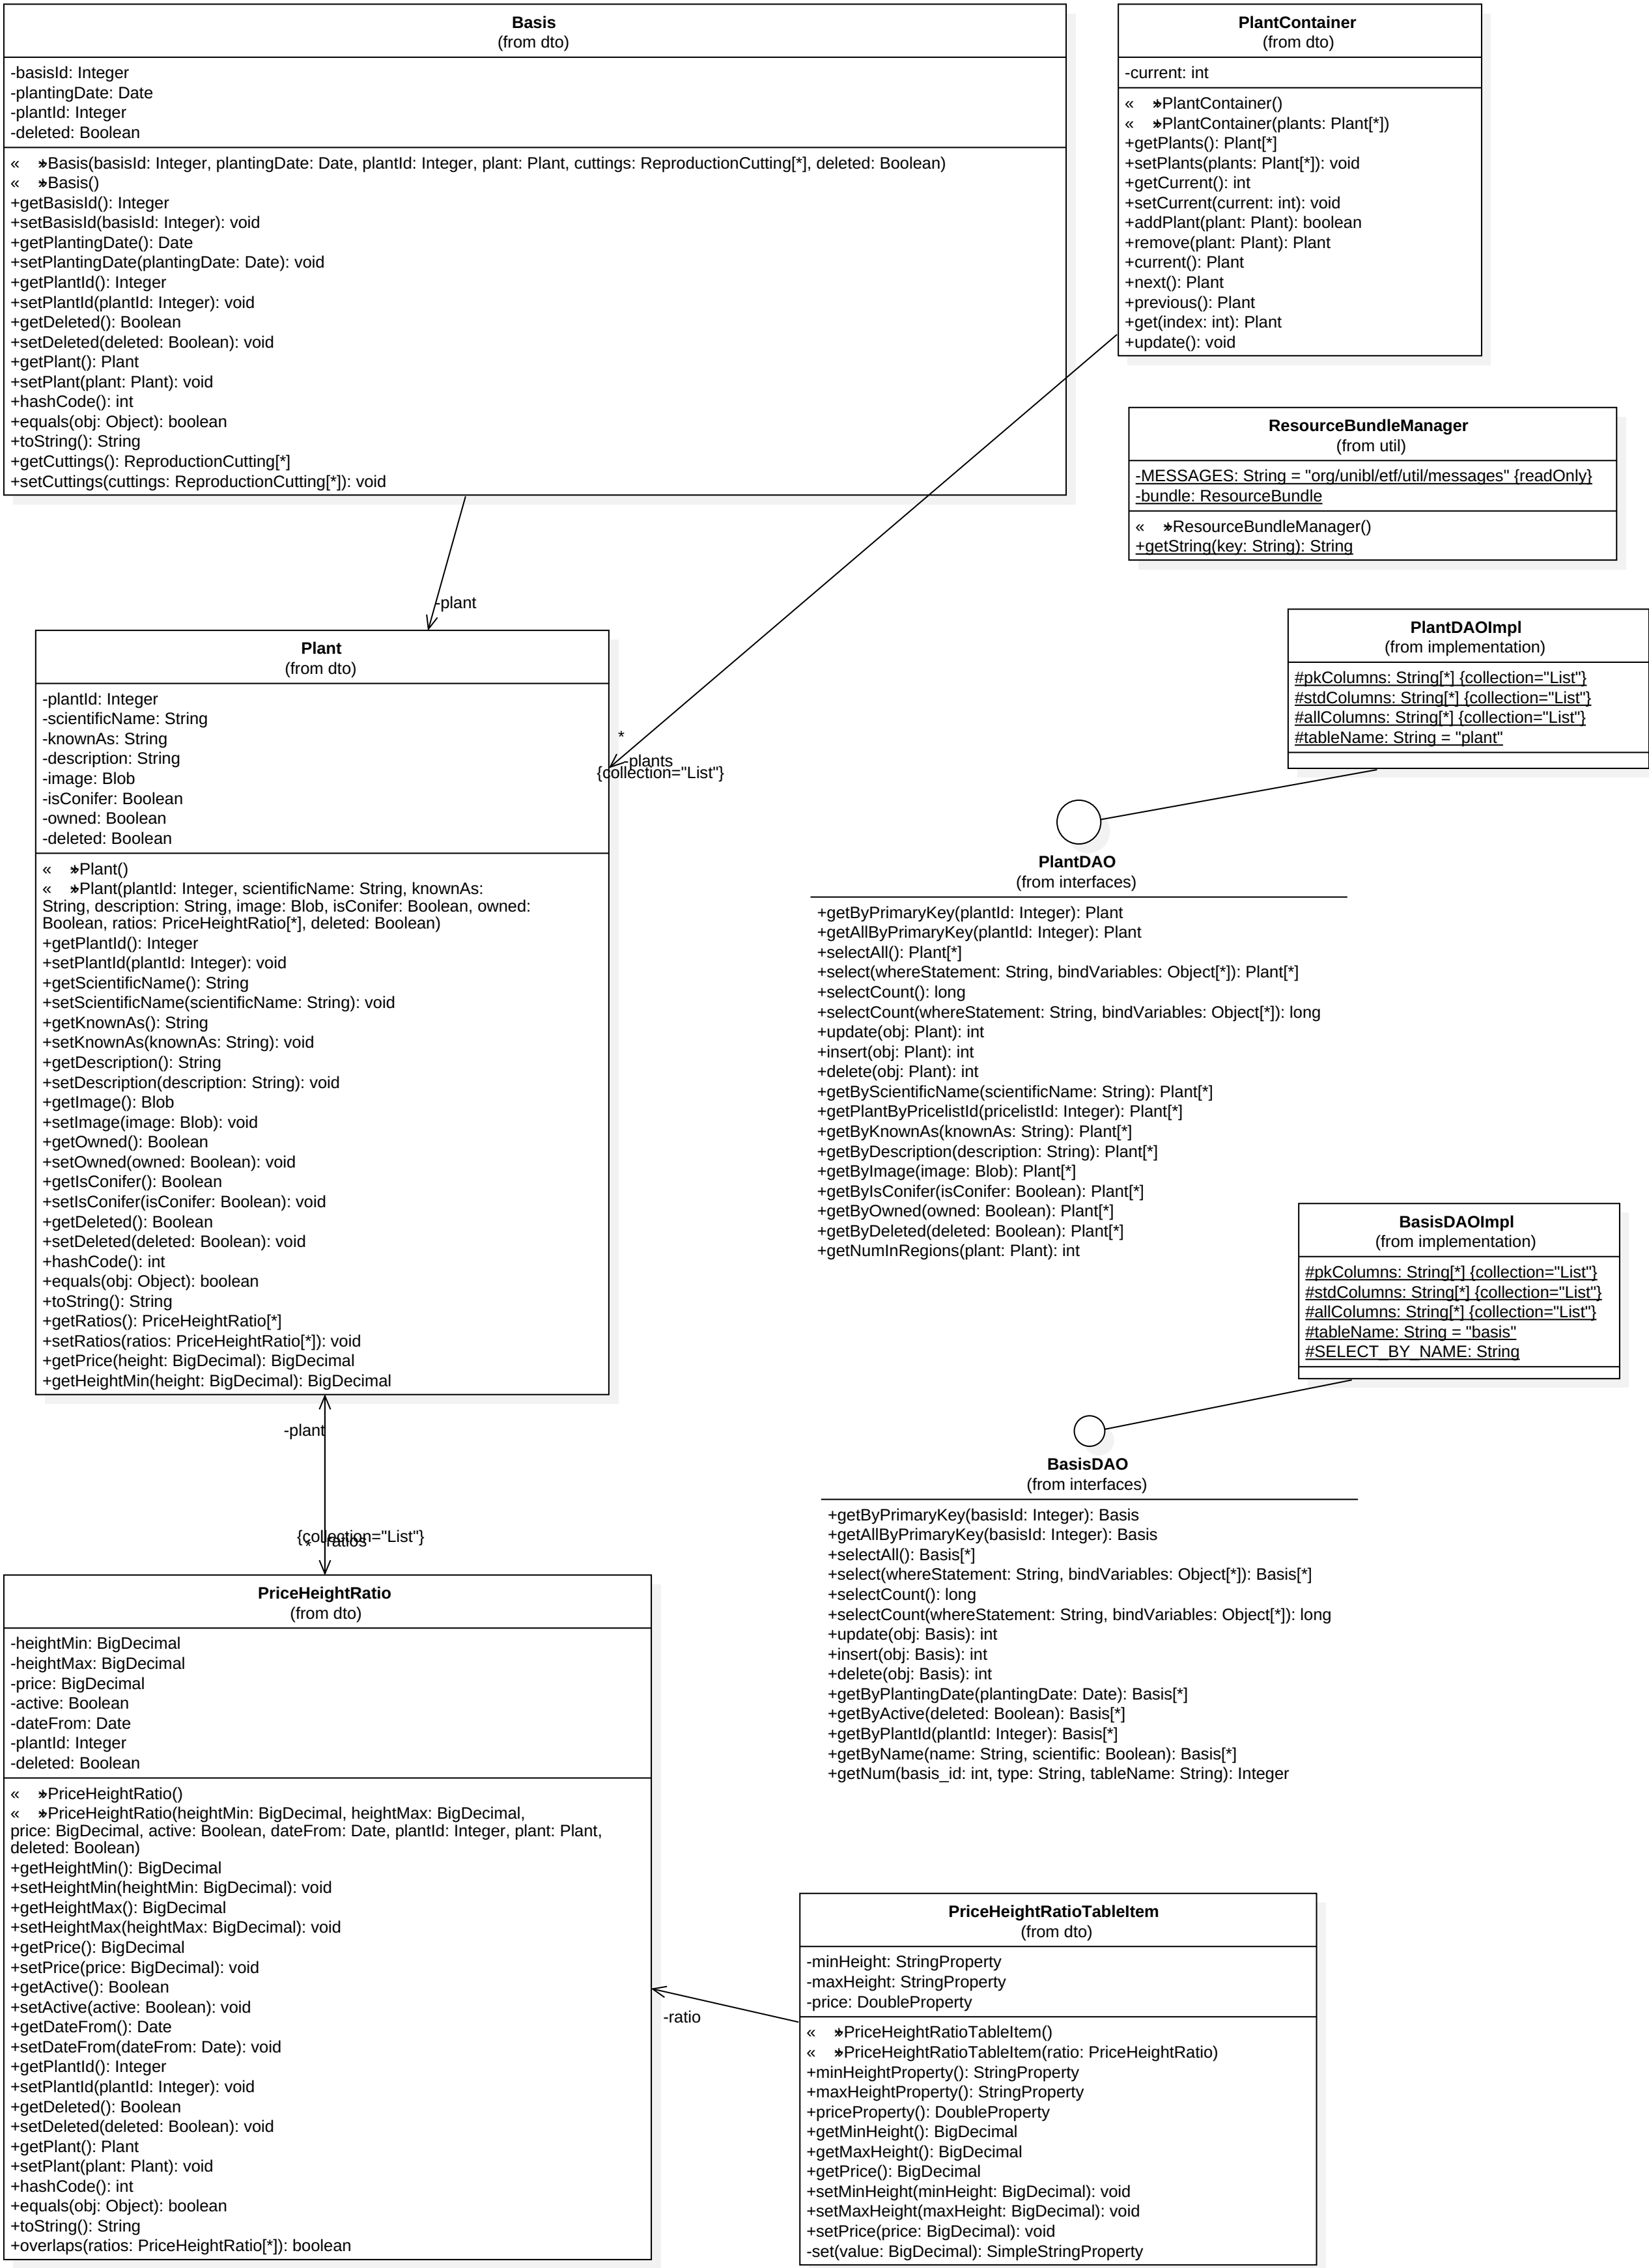 Basis
(from dto)
-basisId: Integer
-plantingDate: Date
-plantId: Integer
-deleted: Boolean
« »Basis(basisId: Integer, plantingDate: Date, plantId: Integer, plant: Plant, cuttings: ReproductionCutting[*], deleted: Boolean)
« »Basis()
+getBasisId(): Integer
+setBasisId(basisId: Integer): void
+getPlantingDate(): Date
+setPlantingDate(plantingDate: Date): void
+getPlantId(): Integer
+setPlantId(plantId: Integer): void
+getDeleted(): Boolean
+setDeleted(deleted: Boolean): void
+getPlant(): Plant
+setPlant(plant: Plant): void
+hashCode(): int
+equals(obj: Object): boolean
+toString(): String
+getCuttings(): ReproductionCutting[*]
+setCuttings(cuttings: ReproductionCutting[*]): void
PlantContainer
(from dto)
-current: int
« »PlantContainer()
« »PlantContainer(plants: Plant[*])
+getPlants(): Plant[*]
+setPlants(plants: Plant[*]): void
+getCurrent(): int
+setCurrent(current: int): void
+addPlant(plant: Plant): boolean
+remove(plant: Plant): Plant
+current(): Plant
+next(): Plant
+previous(): Plant
+get(index: int): Plant
+update(): void
ResourceBundleManager
(from util)
-MESSAGES: String = "org/unibl/etf/util/messages" {readOnly}
-bundle: ResourceBundle
« »ResourceBundleManager()
+getString(key: String): String
-plant
Plant
(from dto)
-plantId: Integer
-scientificName: String
-knownAs: String
-description: String
-image: Blob
-isConifer: Boolean
-owned: Boolean
-deleted: Boolean
« »Plant()
« »Plant(plantId: Integer, scientificName: String, knownAs:
String, description: String, image: Blob, isConifer: Boolean, owned:
Boolean, ratios: PriceHeightRatio[*], deleted: Boolean)
+getPlantId(): Integer
+setPlantId(plantId: Integer): void
+getScientificName(): String
+setScientificName(scientificName: String): void
+getKnownAs(): String
+setKnownAs(knownAs: String): void
+getDescription(): String
+setDescription(description: String): void
+getImage(): Blob
+setImage(image: Blob): void
+getOwned(): Boolean
+setOwned(owned: Boolean): void
+getIsConifer(): Boolean
+setIsConifer(isConifer: Boolean): void
+getDeleted(): Boolean
+setDeleted(deleted: Boolean): void
+hashCode(): int
+equals(obj: Object): boolean
+toString(): String
+getRatios(): PriceHeightRatio[*]
+setRatios(ratios: PriceHeightRatio[*]): void
+getPrice(height: BigDecimal): BigDecimal
+getHeightMin(height: BigDecimal): BigDecimal
*
-plants
{collection="List"}
PlantDAOImpl
(from implementation)
#pkColumns: String[*] {collection="List"}
#stdColumns: String[*] {collection="List"}
#allColumns: String[*] {collection="List"}
#tableName: String = "plant"
PlantDAO
(from interfaces)
+getByPrimaryKey(plantId: Integer): Plant
+getAllByPrimaryKey(plantId: Integer): Plant
+selectAll(): Plant[*]
+select(whereStatement: String, bindVariables: Object[*]): Plant[*]
+selectCount(): long
+selectCount(whereStatement: String, bindVariables: Object[*]): long
+update(obj: Plant): int
+insert(obj: Plant): int
+delete(obj: Plant): int
+getByScientificName(scientificName: String): Plant[*]
+getPlantByPricelistId(pricelistId: Integer): Plant[*]
+getByKnownAs(knownAs: String): Plant[*]
+getByDescription(description: String): Plant[*]
+getByImage(image: Blob): Plant[*]
+getByIsConifer(isConifer: Boolean): Plant[*]
+getByOwned(owned: Boolean): Plant[*]
+getByDeleted(deleted: Boolean): Plant[*]
+getNumInRegions(plant: Plant): int
BasisDAOImpl
(from implementation)
#pkColumns: String[*] {collection="List"}
#stdColumns: String[*] {collection="List"}
#allColumns: String[*] {collection="List"}
#tableName: String = "basis"
#SELECT_BY_NAME: String
BasisDAO
(from interfaces)
+getByPrimaryKey(basisId: Integer): Basis
+getAllByPrimaryKey(basisId: Integer): Basis
+selectAll(): Basis[*]
+select(whereStatement: String, bindVariables: Object[*]): Basis[*]
+selectCount(): long
+selectCount(whereStatement: String, bindVariables: Object[*]): long
+update(obj: Basis): int
+insert(obj: Basis): int
+delete(obj: Basis): int
+getByPlantingDate(plantingDate: Date): Basis[*]
+getByActive(deleted: Boolean): Basis[*]
+getByPlantId(plantId: Integer): Basis[*]
+getByName(name: String, scientific: Boolean): Basis[*]
+getNum(basis_id: int, type: String, tableName: String): Integer
-plant
{collection="List"}
* -ratios
PriceHeightRatio
(from dto)
-heightMin: BigDecimal
-heightMax: BigDecimal
-price: BigDecimal
-active: Boolean
-dateFrom: Date
-plantId: Integer
-deleted: Boolean
« »PriceHeightRatio()
« »PriceHeightRatio(heightMin: BigDecimal, heightMax: BigDecimal,
price: BigDecimal, active: Boolean, dateFrom: Date, plantId: Integer, plant: Plant,
deleted: Boolean)
+getHeightMin(): BigDecimal
+setHeightMin(heightMin: BigDecimal): void
+getHeightMax(): BigDecimal
+setHeightMax(heightMax: BigDecimal): void
+getPrice(): BigDecimal
+setPrice(price: BigDecimal): void
+getActive(): Boolean
+setActive(active: Boolean): void
+getDateFrom(): Date
+setDateFrom(dateFrom: Date): void
+getPlantId(): Integer
+setPlantId(plantId: Integer): void
+getDeleted(): Boolean
+setDeleted(deleted: Boolean): void
+getPlant(): Plant
+setPlant(plant: Plant): void
+hashCode(): int
+equals(obj: Object): boolean
+toString(): String
+overlaps(ratios: PriceHeightRatio[*]): boolean
-ratio
PriceHeightRatioTableItem
(from dto)
-minHeight: StringProperty
-maxHeight: StringProperty
-price: DoubleProperty
« »PriceHeightRatioTableItem()
« »PriceHeightRatioTableItem(ratio: PriceHeightRatio)
+minHeightProperty(): StringProperty
+maxHeightProperty(): StringProperty
+priceProperty(): DoubleProperty
+getMinHeight(): BigDecimal
+getMaxHeight(): BigDecimal
+getPrice(): BigDecimal
+setMinHeight(minHeight: BigDecimal): void
+setMaxHeight(maxHeight: BigDecimal): void
+setPrice(price: BigDecimal): void
-set(value: BigDecimal): SimpleStringProperty